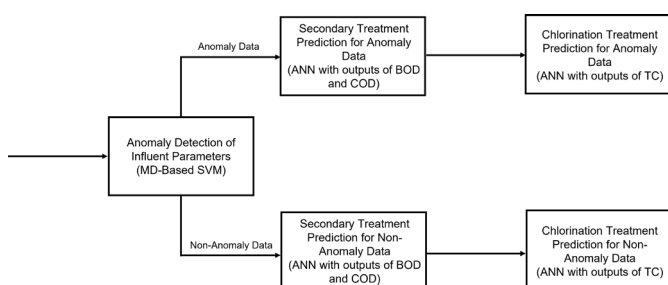 Anomaly Data
Secondary Treatment
Prediction for Anomaly
Data
(ANN with outputs of BOD
and COD)
Chlorination Treatment
Prediction for Anomaly
Data
(ANN with outputs of TC)
Anomaly Detection of
Influent Parameters
(MD-Based SVM)
Non-Anomaly Data
Secondary Treatment
Prediction for Non-
Anomaly Data
(ANN with outputs of BOD
and COD)
Chlorination Treatment
Prediction for Non-
Anomaly Data
(ANN with outputs of TC)